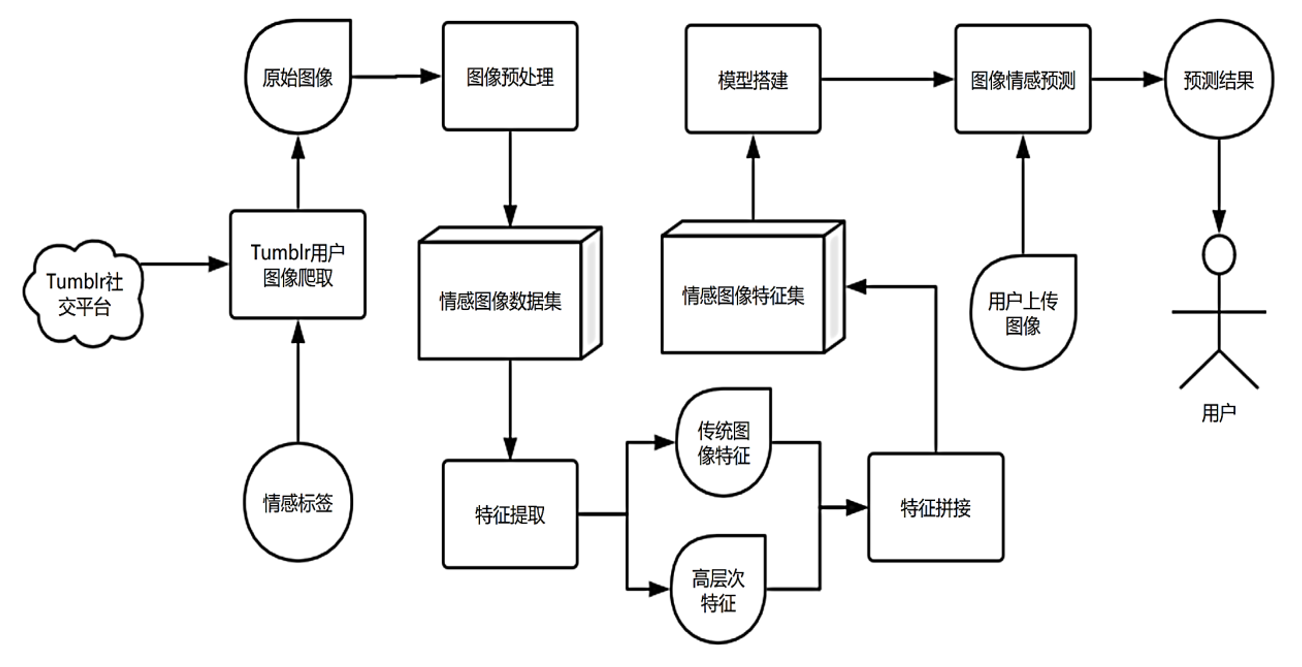 原始图像
图像预处理
模型搭建
图像情感预测
预测结果
Tumblr用户
图像爬取
Tumblr社
交平台
情感图像数据集
情感图像特征集
用户上传
图像
用户
传统图
像特征
情感标签
特征提取
特征拼接
高层次
特征